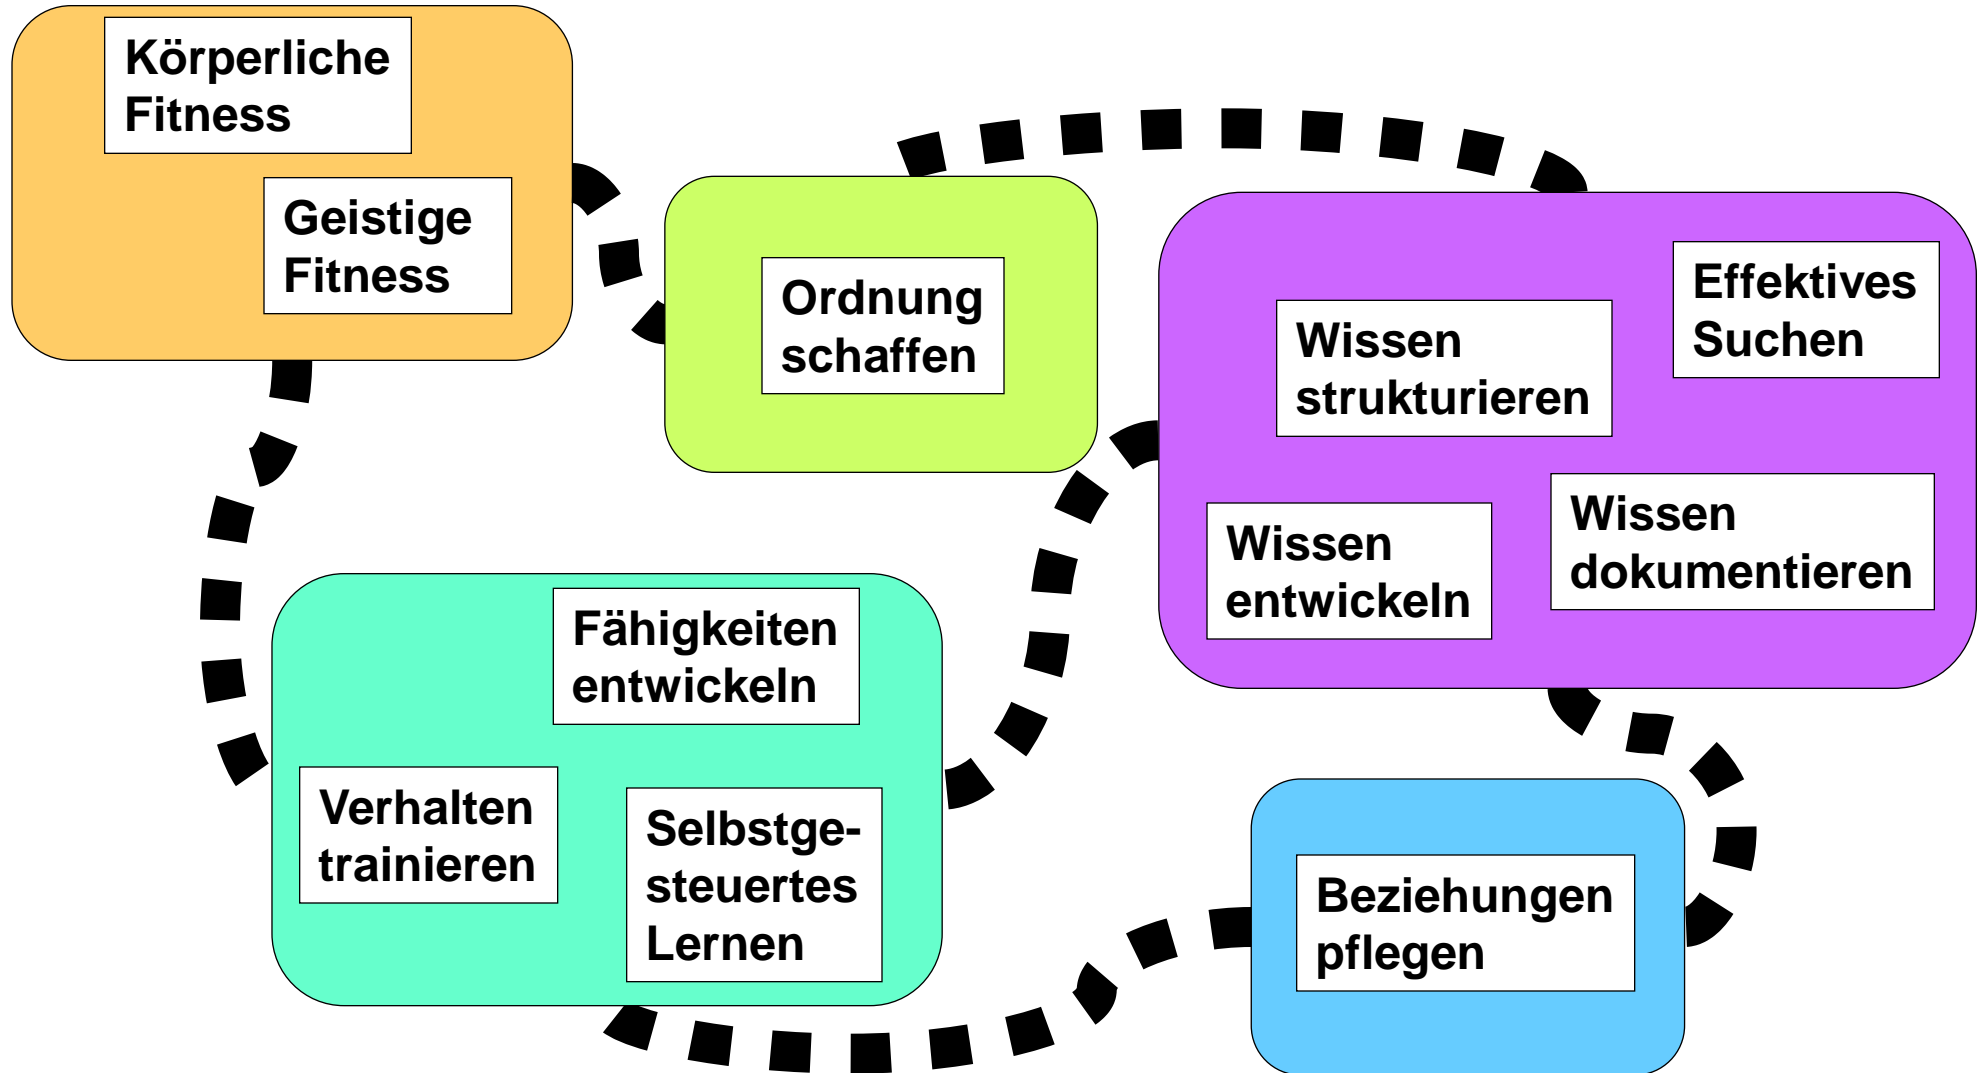 Körperliche
Fitness
Geistige
Fitness
Ordnung
schaffen
Effektives
Suchen
Wissen
strukturieren
Wissen
dokumentieren
Wissen
entwickeln
Fähigkeiten
entwickeln
Verhalten
trainieren
Selbstge-
steuertes
Lernen
Beziehungen
pflegen